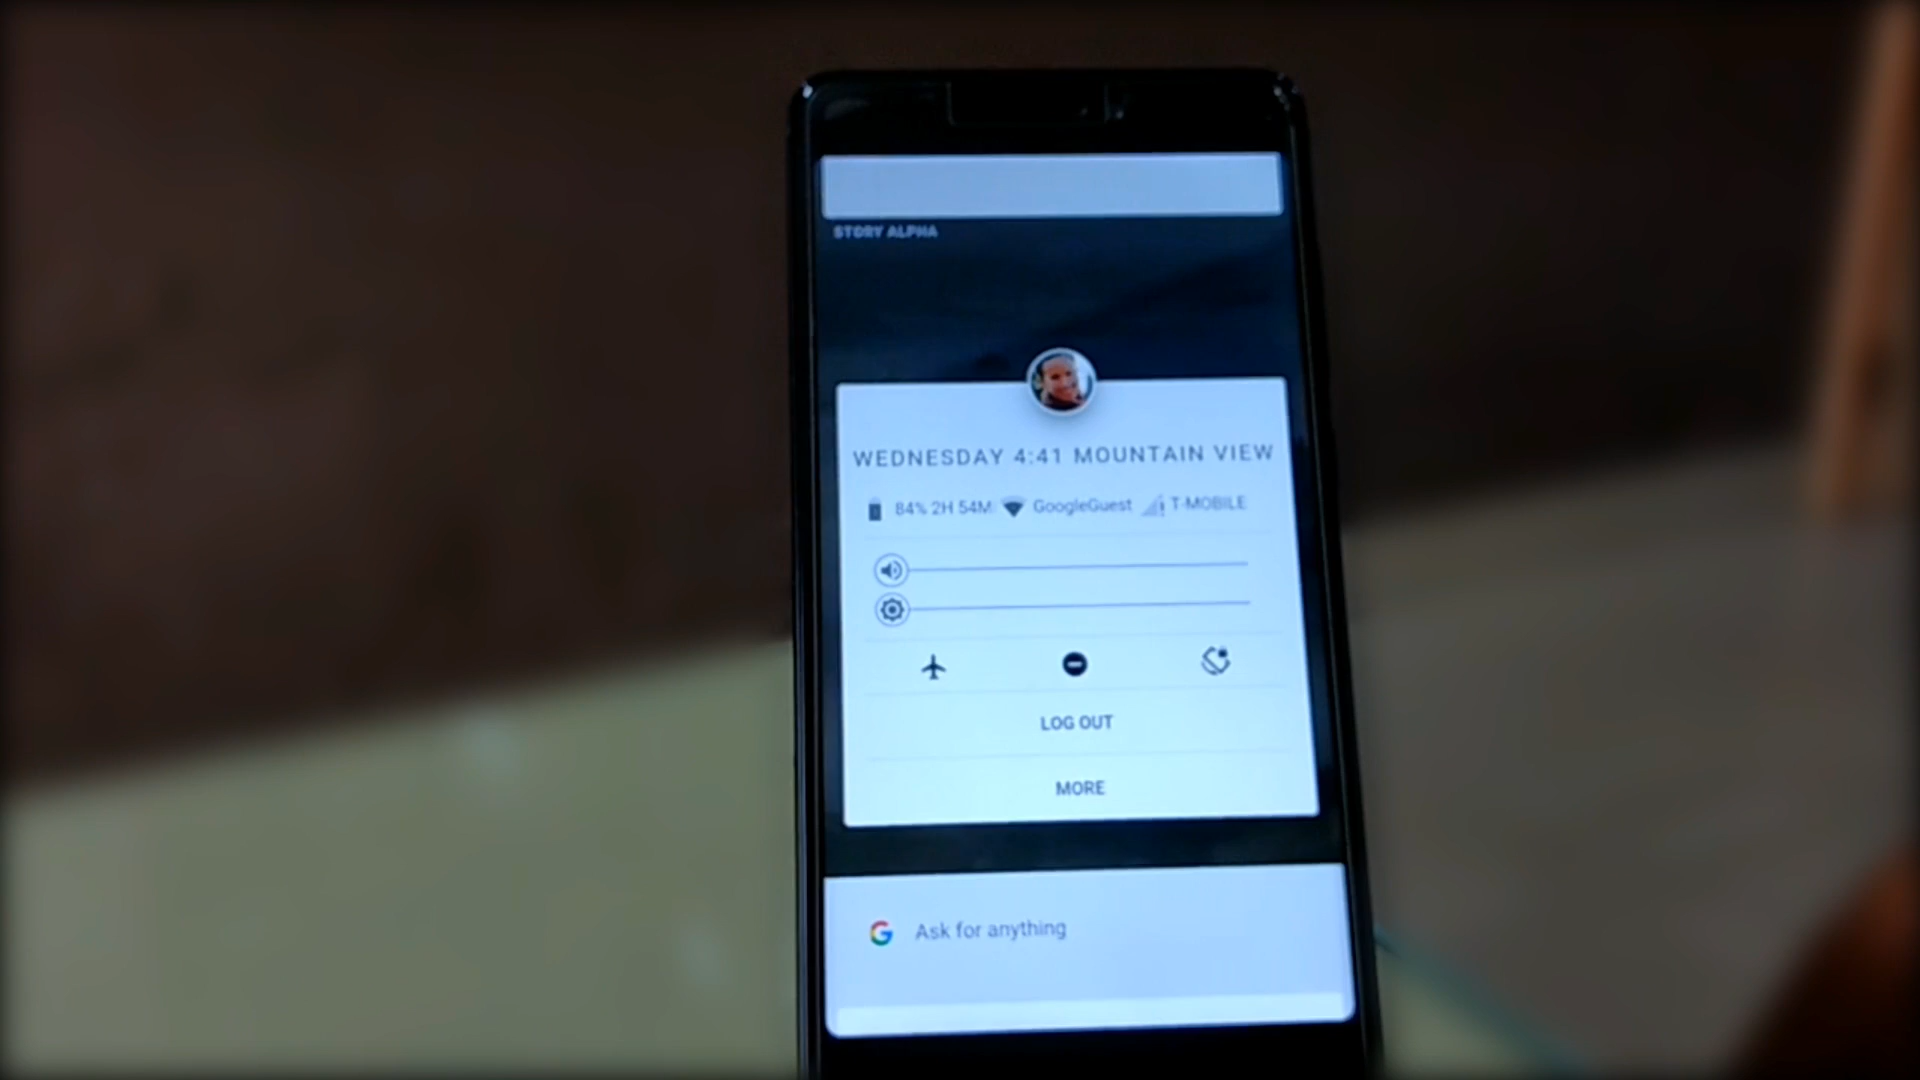 STORY ALPHA
WEDNESDAY 4:41 MOUNTAIN VIEW
84% 2H 54M GoogleGuest T-MOBILE
LOG OUT
MORE
G Ask for anything